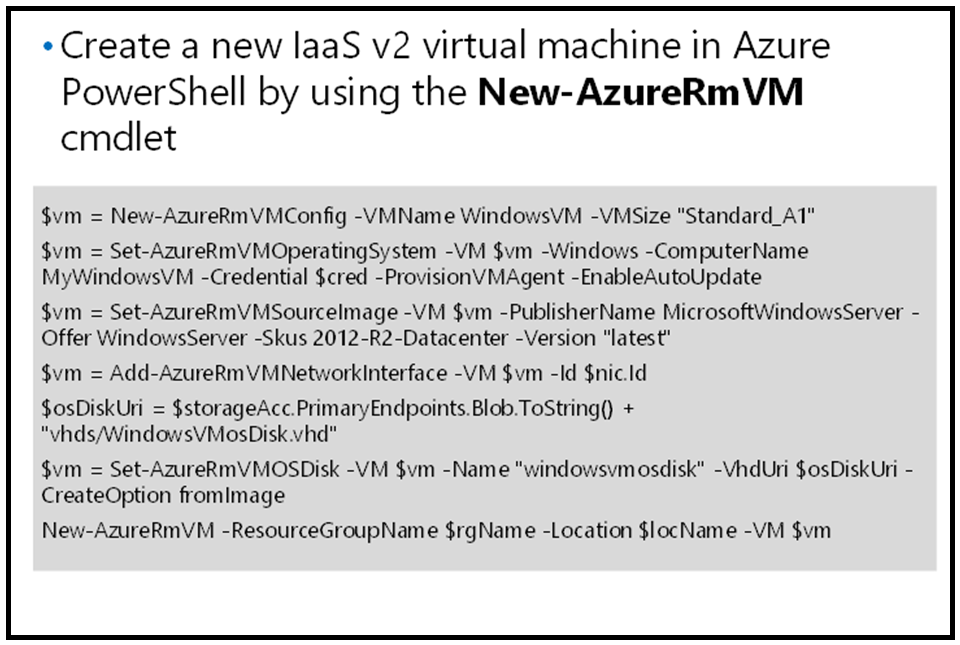 • Create a new IaaS v2 virtual machine in Azure
PowerShell by using the New-AzureRmVM
cmdlet
$vm = New-AzureRmVMConfig -VMName WindowsVM -VMSize "Standard_A1"
$vm = Set-AzureRmVMOperatingSystem -VM $vm -Windows -ComputerName
MyWindowsVM -Credential $cred -ProvisionVMAgent -EnableAutoUpdate
$vm = Set-AzureRmVMSourceImage -VM $vm -PublisherName MicrosoftWindowsServer -
Offer WindowsServer -Skus 2012-R2-Datacenter -Version "latest"
$vm = Add-AzureRmVMNetworkInterface -VM $vm -Id $nic.Id
$osDiskUri = $storageAcc.PrimaryEndpoints.Blob.ToString() +
"vhds/WindowsVMosDisk.vhd"
$vm = Set-AzureRmVMOSDisk -VM $vm -Name "windowsvmosdisk" -VhdUri $osDiskUri -
CreateOption fromImage
New-AzureRmVM -ResourceGroupName $rgName -Location $locName -VM $vm